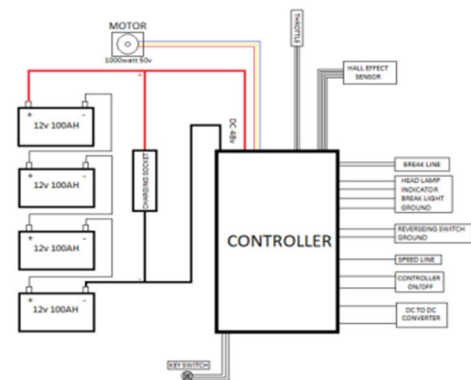 MOTOR
1000watt 50v
THROTTLE
HALL EFFECT
SENSOR
+ -
12v 100AH
+ -
12v 100AH
+ -
12v 100AH
+ -
12v 100AH
CHARGING SOCKET
DC 48v
CONTROLLER
BREAK LINE
HEAD LAMP
INDICATOR
BREAK LIGHT
GROUND
REVERSEING SWITCH
GROUND
SPEED LINE
CONTROLLER
ON/OFF
DC TO DC
CONVERTER
KEY SWITCH